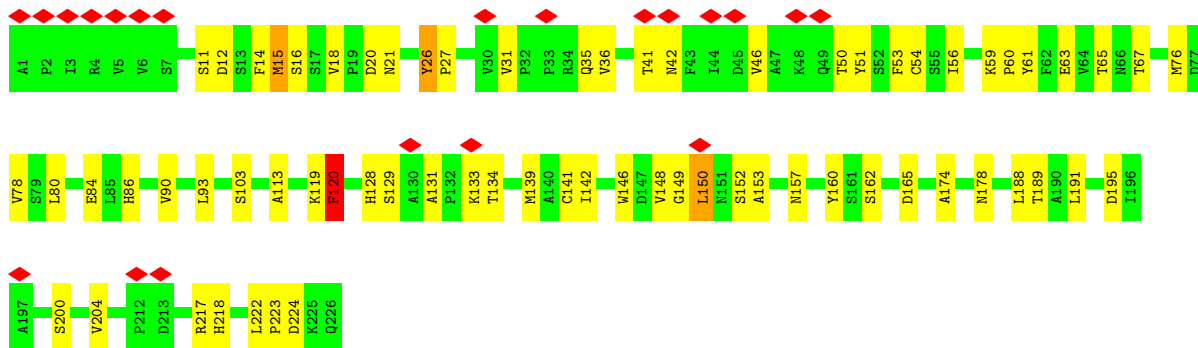 A1 P2 I3 R4 V5 V6 S7 S11 D12 S13 F14 M15 S16 S17 V18 P19 D20 N21 Y26 P27 V30 V31 P32 P33 R34 Q35 V36 T41 N42 F43 I44 D45 V46 A47 K48 Q49 T50 Y51 S52 F53 C54 S55 I56 K59 P60 Y61 F62 E63 V64 T65 N66 T67 M76 D77
V78 S79 L80 E84 L85 H86 V90 L93 S103 A113 K119 F120 H128 S129 A130 A131 P132 K133 T134 M139 A140 C141 I142 W146 D147 V148 G149 L150 N151 S152 A153 N157 Y160 S161 S162 D165 A174 N178 L188 T189 A190 L191 D195 I196
A197 S200 V204 P212 D213 R217 H218 L222 P223 D224 K225 Q226